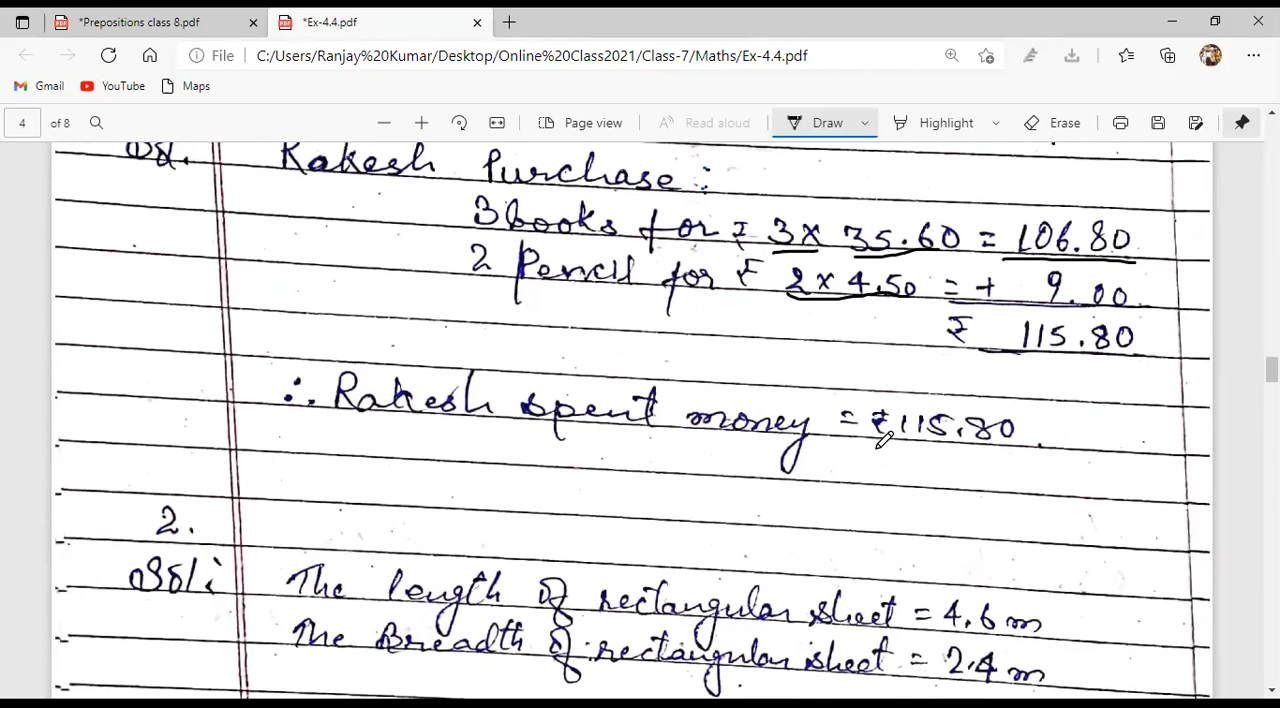 *Prepositions class 8.pdf
*Ex-4.4.pdf
File C:/Users/Ranjay%20Kumar/Desktop/Online%20Class2021/Class-7/Maths/Ex-4.4.pdf
Gmail YouTube Maps
4 of 8 Page view Read aloud Draw Highlight Erase
Rakesh Purchase:
3 books for ₹ 3 × 35.60 = 106.80
2 Pencil for ₹ 2 × 4.50 = + 9.00
₹ 115.80
∴ Rakesh spent money = ₹ 115.80.
2.
The length of rectangular sheet = 4.6 m
The Breadth of rectangular sheet = 2.4 m